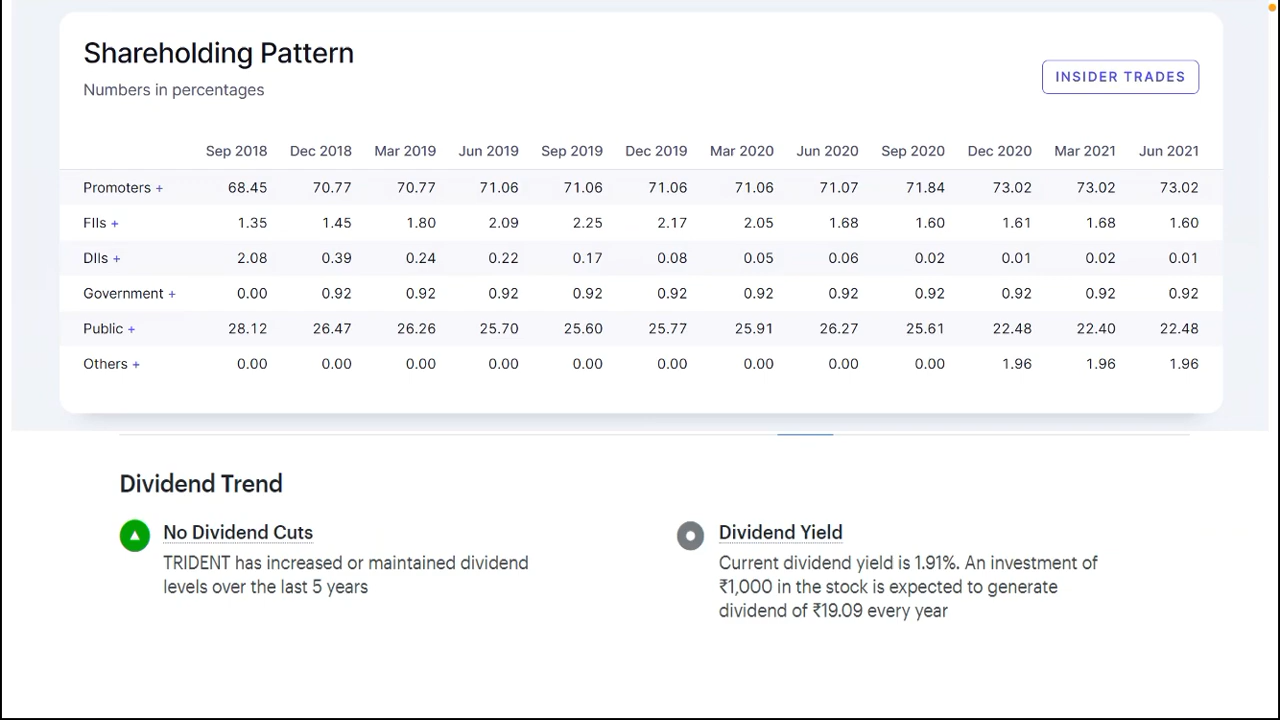 Shareholding Pattern
Numbers in percentages
INSIDER TRADES
Sep 2018 Dec 2018 Mar 2019 Jun 2019 Sep 2019 Dec 2019 Mar 2020 Jun 2020 Sep 2020 Dec 2020 Mar 2021 Jun 2021
Promoters + 68.45 70.77 70.77 71.06 71.06 71.06 71.06 71.07 71.84 73.02 73.02 73.02
FIIs + 1.35 1.45 1.80 2.09 2.25 2.17 2.05 1.68 1.60 1.61 1.68 1.60
DIIs + 2.08 0.39 0.24 0.22 0.17 0.08 0.05 0.06 0.02 0.01 0.02 0.01
Government + 0.00 0.92 0.92 0.92 0.92 0.92 0.92 0.92 0.92 0.92 0.92 0.92
Public + 28.12 26.47 26.26 25.70 25.60 25.77 25.91 26.27 25.61 22.48 22.40 22.48
Others + 0.00 0.00 0.00 0.00 0.00 0.00 0.00 0.00 0.00 1.96 1.96 1.96
Dividend Trend
No Dividend Cuts
TRIDENT has increased or maintained dividend
levels over the last 5 years
Dividend Yield
Current dividend yield is 1.91%. An investment of
₹1,000 in the stock is expected to generate
dividend of ₹19.09 every year